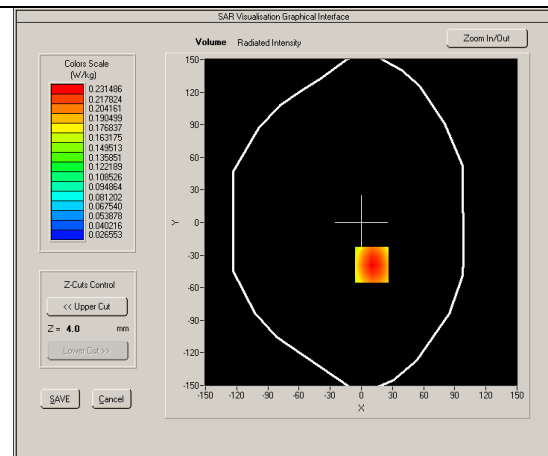 SAR Visualisation Graphical Interface
Volume Radiated Intensity
Zoom In/Out
Colors Scale
(W/kg)
0.231486
0.217824
0.204161
0.190499
0.176837
0.163175
0.149513
0.135851
0.122189
0.108526
0.094864
0.081202
0.067540
0.053878
0.040216
0.026553
Z-Cuts Control
<< Upper Cut
Z = 4.0 mm
Lower Cut >>
SAVE Cancel
150
90
60
30
0
-30
-60
-90
-120
-150
Y
-150 -120 -90 -60 -30 0 30 60 90 120 150
X